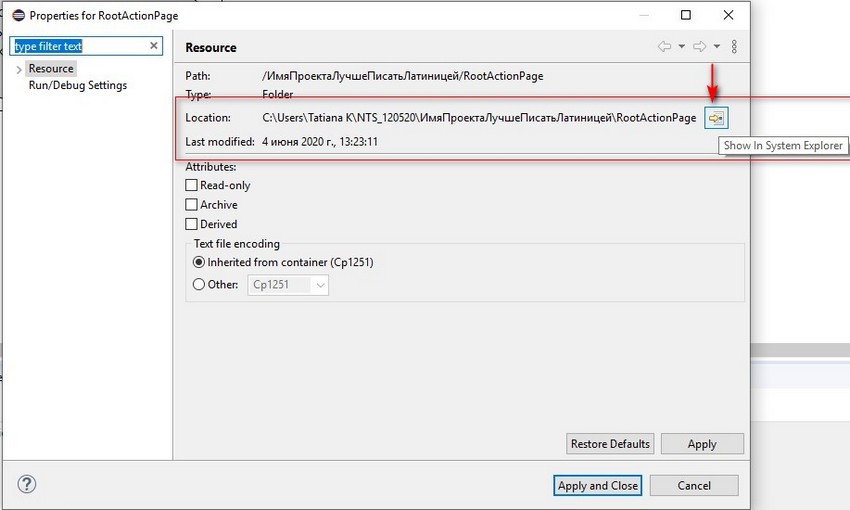 Properties for RootActionPage
type filter text
Resource
Run/Debug Settings
Resource
Path: /ИмяПроектаЛучшеПисатьЛатиницей/RootActionPage
Type: Folder
Location: C:\Users\Tatiana K\NTS_120520\ИмяПроектаЛучшеПисатьЛатиницей\RootActionPage
Show In System Explorer
Last modified: 4 июня 2020 г., 13:23:11
Attributes:
Read-only
Archive
Derived
Text file encoding
Inherited from container (Cp1251)
Other: Cp1251
Restore Defaults Apply
Apply and Close Cancel